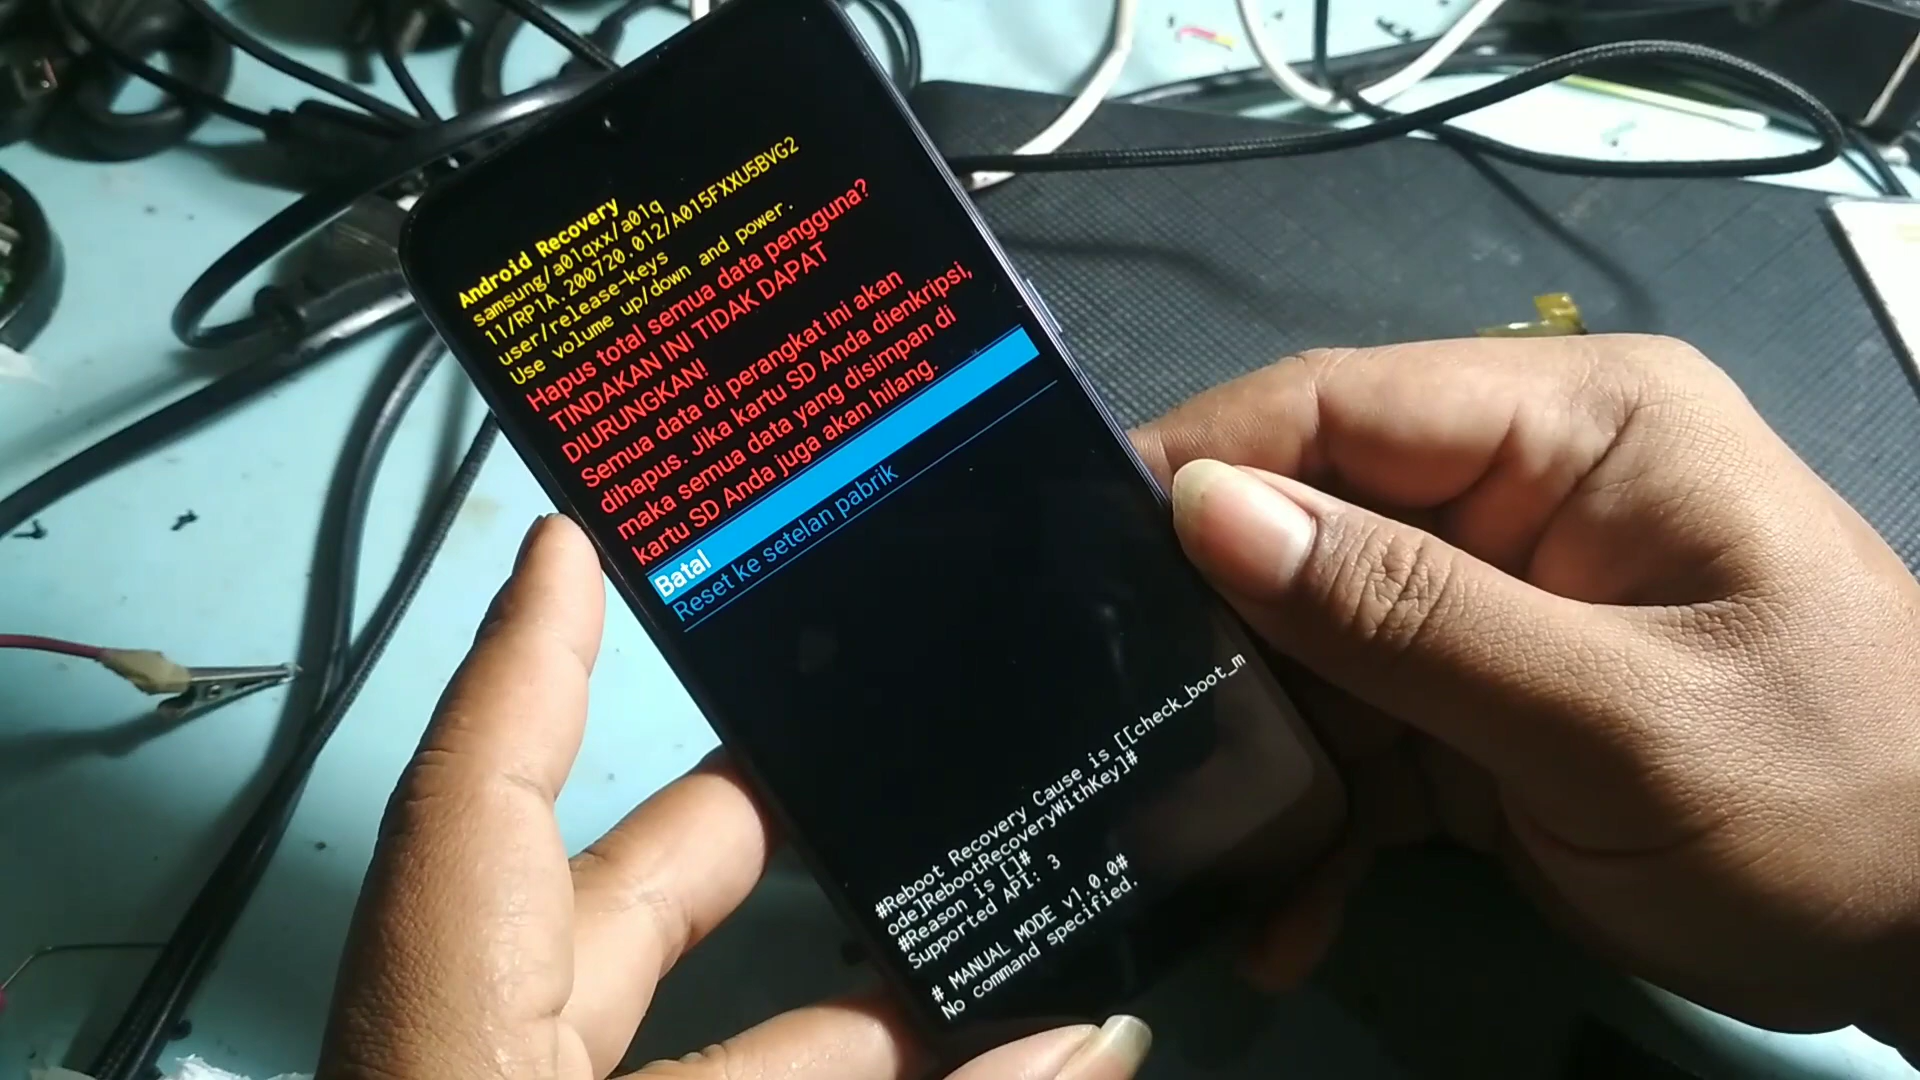 Android Recovery
samsung/a01qxx/a01q
11/RP1A.200720.012/A015FXXU5BVG2
user/release-keys
Use volume up/down and power.
Hapus total semua data pengguna?
TINDAKAN INI TIDAK DAPAT
DIURUNGKAN!
Semua data di perangkat ini akan
dihapus. Jika kartu SD Anda dienkripsi,
maka semua data yang disimpan di
kartu SD Anda juga akan hilang.
Batal
Reset ke setelan pabrik
#Reboot Recovery Cause is [[check_boot_m
ode]RebootRecoveryWithKey]#
#Reason is []#
Supported API: 3
# MANUAL MODE v1.0.0#
No command specified.